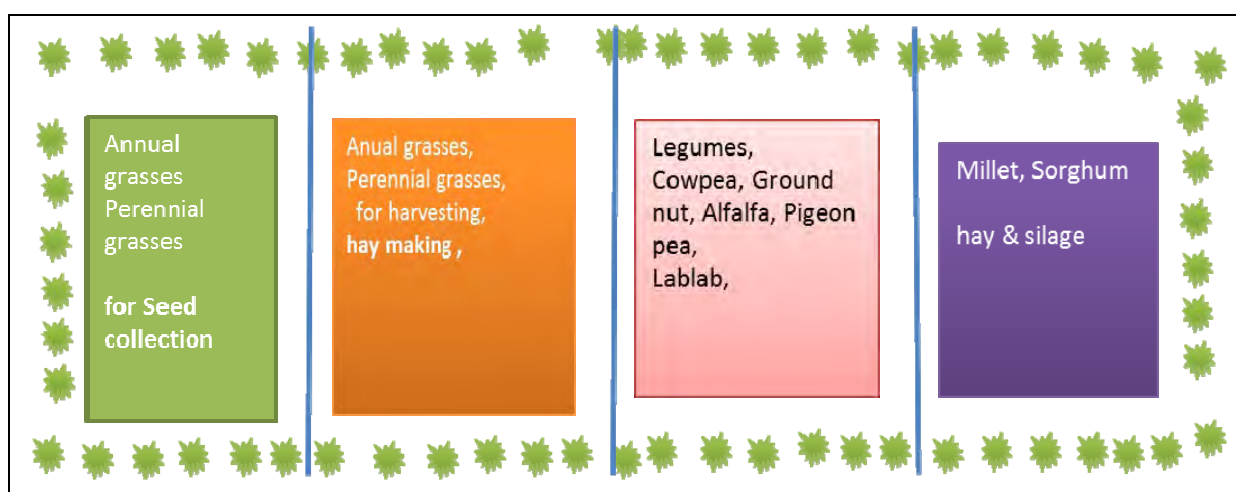 Annual
grasses
Perennial
grasses
for Seed
collection
Anual grasses,
Perennial grasses,
for harvesting,
hay making ,
Legumes,
Cowpea, Ground
nut, Alfalfa, Pigeon
pea,
Lablab,
Millet, Sorghum
hay & silage